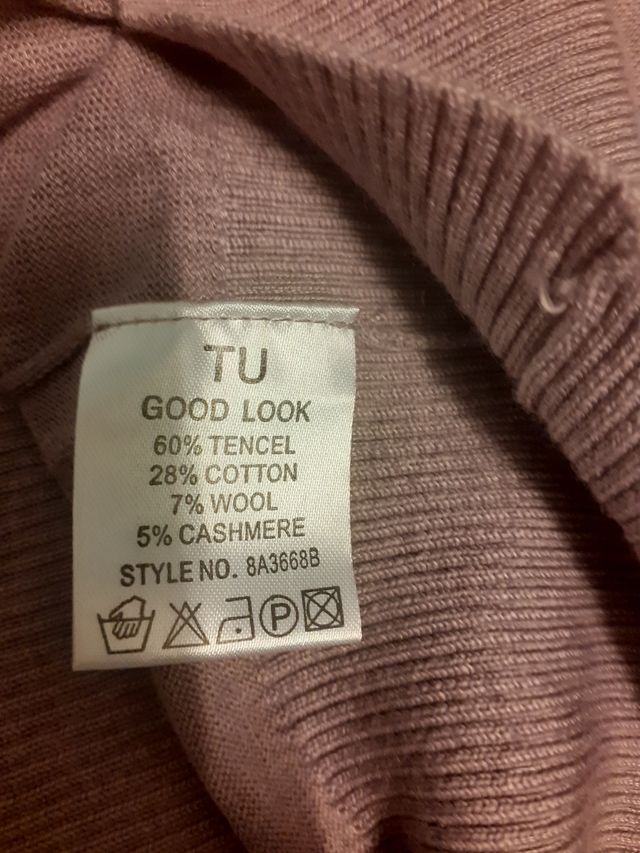 TU
GOOD LOOK
60% TENCEL
28% COTTON
7% WOOL
5% CASHMERE
STYLE NO. 8A3668B
P